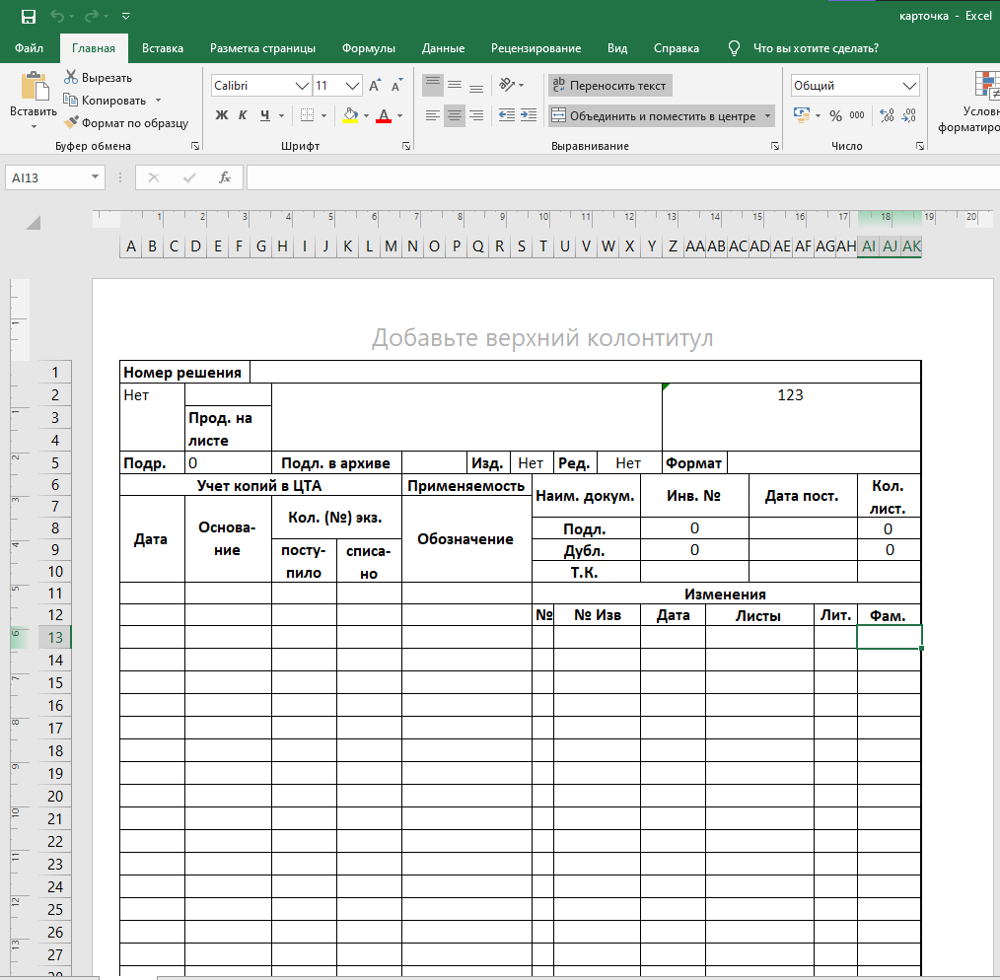 карточка - Excel
Файл Главная Вставка Разметка страницы Формулы Данные Рецензирование Вид Справка Что вы хотите сделать?
Вставить
Вырезать
Копировать
Формат по образцу
Буфер обмена
Calibri 11
Ж К Ч
Шрифт
Переносить текст
Объединить и поместить в центре
Выравнивание
Общий
% 000
Число
Услов
форматиро
AI13
fx
1 2 3 4 5 6 7 8 9 10 11 12 13 14 15 16 17 18 19 20
A B C D E F G H I J K L M N O P Q R S T U V W X Y Z AA AB AC AD AE AF AG AH AI AJ AK
Добавьте верхний колонтитул
1 Номер решения
2 Нет 123
3 Прод. на
4 листе
5 Подр. 0 Подл. в архиве Изд. Нет Ред. Нет Формат
6 Учет копий в ЦТА Применяемость Наим. докум. Инв. № Дата пост. Кол.
лист.
7 Дата Основа-
ние Кол. (№) экз. Обозначение
8 Подл. 0 0
9 посту-
пило списа-
но Дубл. 0 0
10 Т.К.
11 Изменения
12 № № Изв Дата Листы Лит. Фам.
13
14
15
16
17
18
19
20
21
22
23
24
25
26
27
28